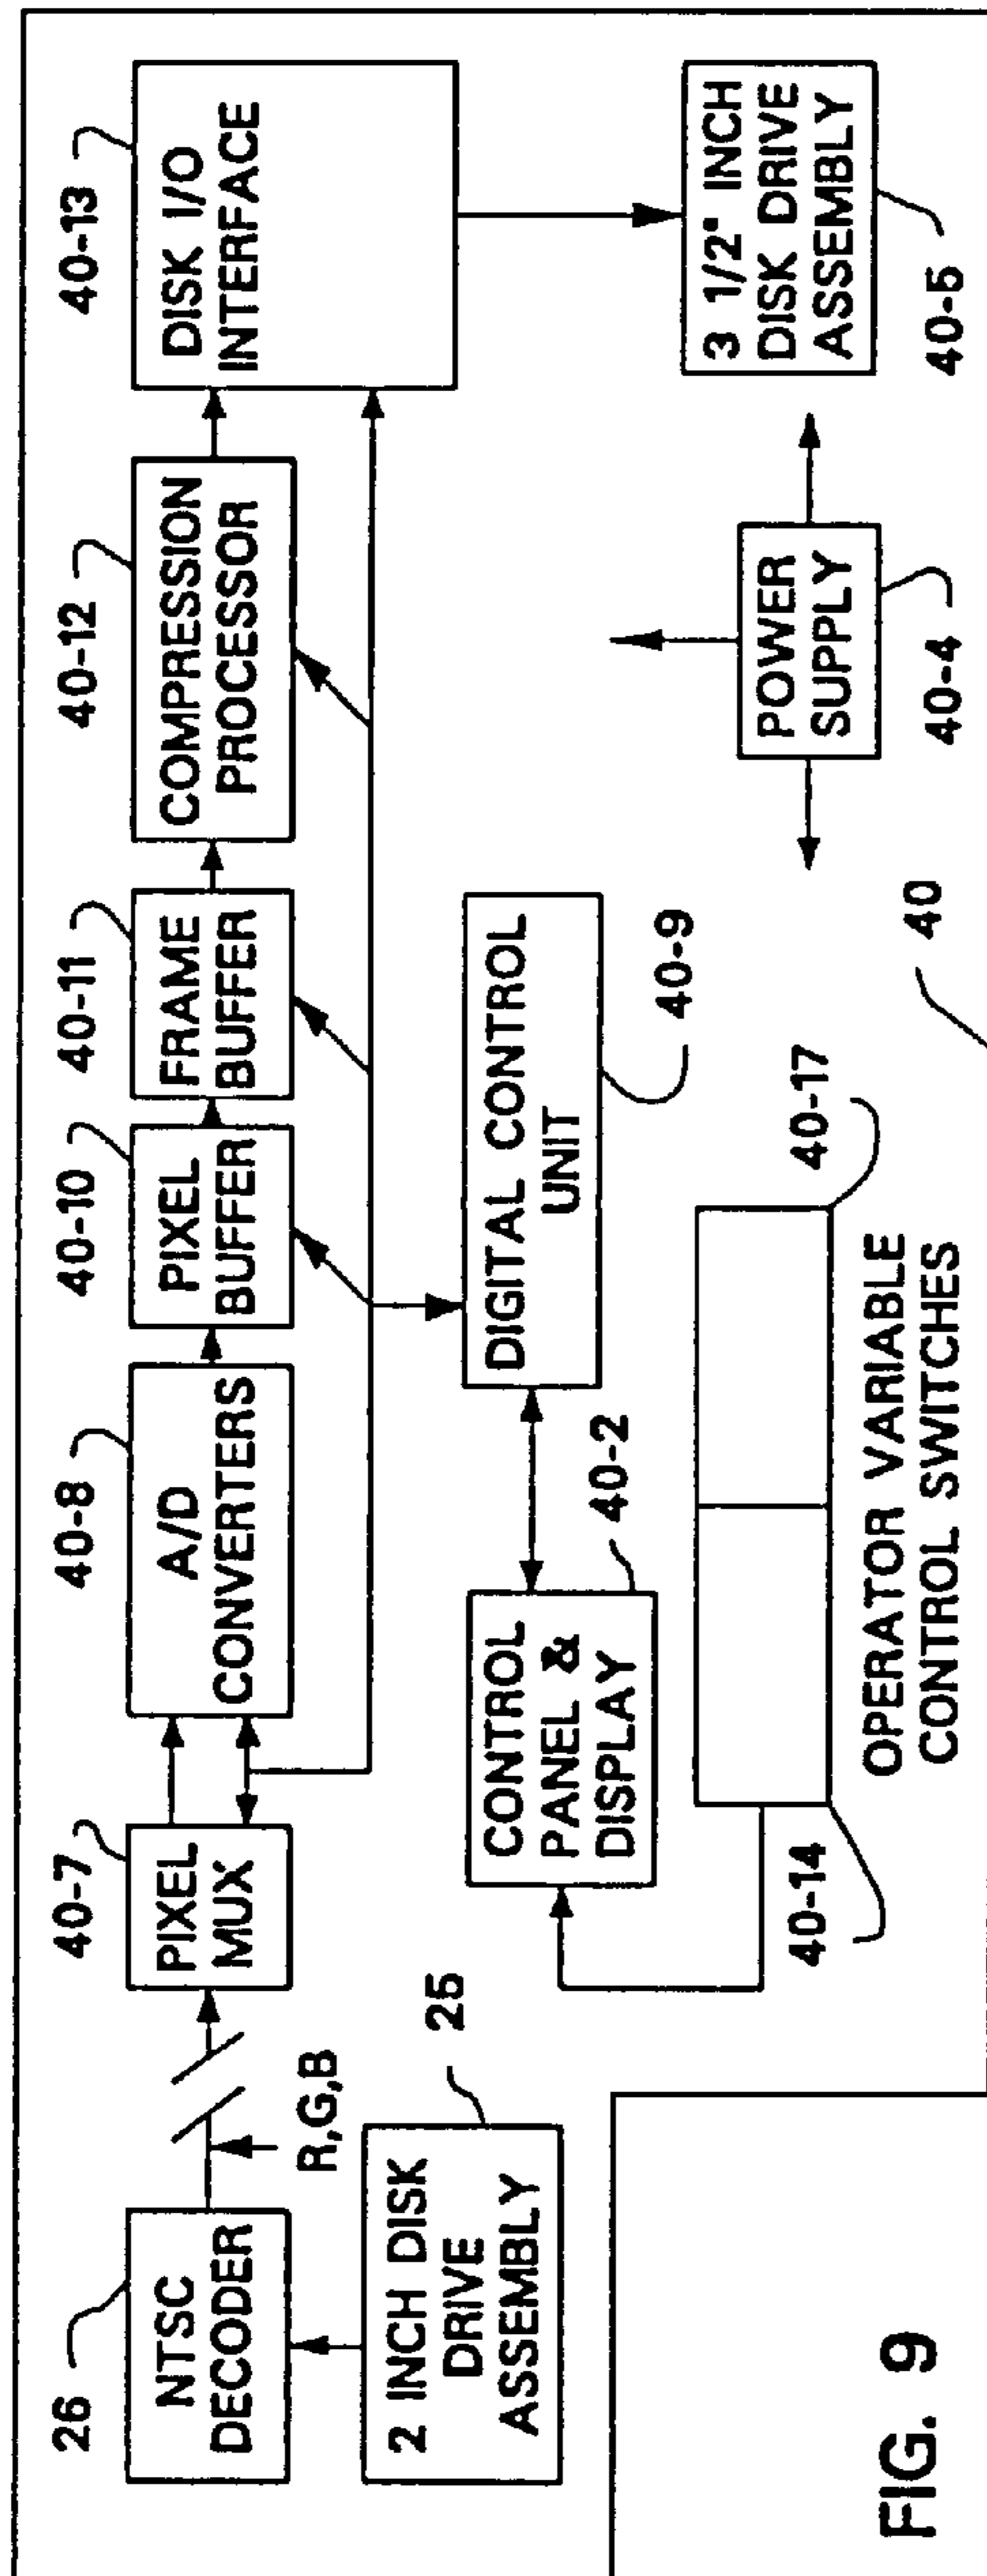 26
NTSC
DECODER
R,G,B
2 INCH DISK
DRIVE
ASSEMBLY
25
40-7
PIXEL
MUX
40-8
A/D
CONVERTERS
40-10
PIXEL
BUFFER
40-11
FRAME
BUFFER
40-12
COMPRESSION
PROCESSOR
40-13
DISK I/O
INTERFACE
CONTROL
PANEL &
DISPLAY
40-2
DIGITAL CONTROL
UNIT
40-9
40-14
40-17
OPERATOR VARIABLE
CONTROL SWITCHES
40
POWER
SUPPLY
40-4
3 1/2" INCH
DISK DRIVE
ASSEMBLY
40-5
FIG. 9